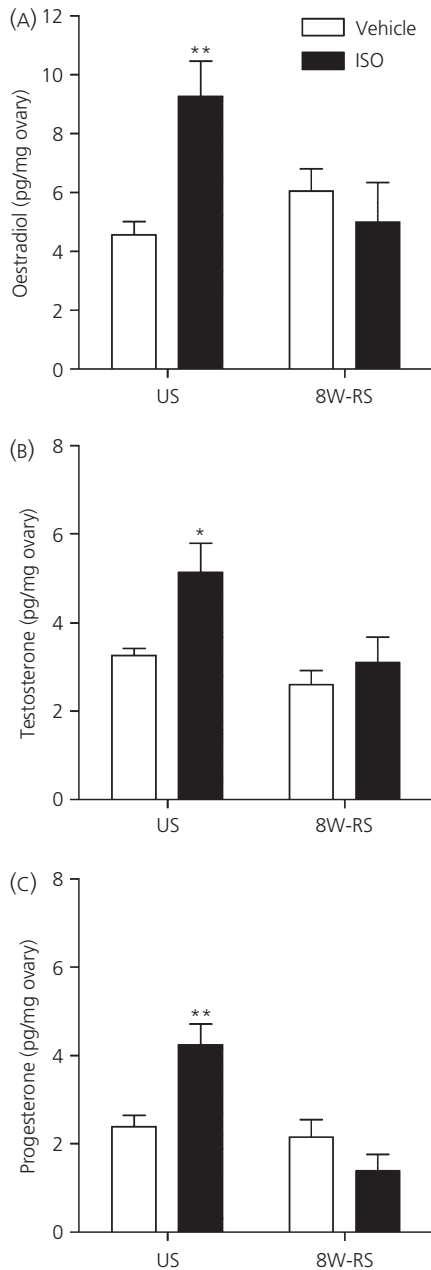 (A)
Oestradiol (pg/mg ovary)
12
10
8
6
4
2
0
**
Vehicle
ISO
US
8W-RS
(B)
Testosterone (pg/mg ovary)
8
6
4
2
0
*
US
8W-RS
(C)
Progesterone (pg/mg ovary)
8
6
4
2
0
**
US
8W-RS